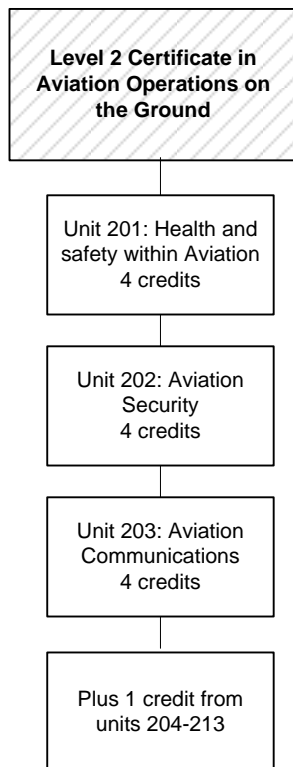 Level 2 Certificate in
Aviation Operations on
the Ground
Unit 201: Health and
safety within Aviation
4 credits
Unit 202: Aviation
Security
4 credits
Unit 203: Aviation
Communications
4 credits
Plus 1 credit from
units 204-213